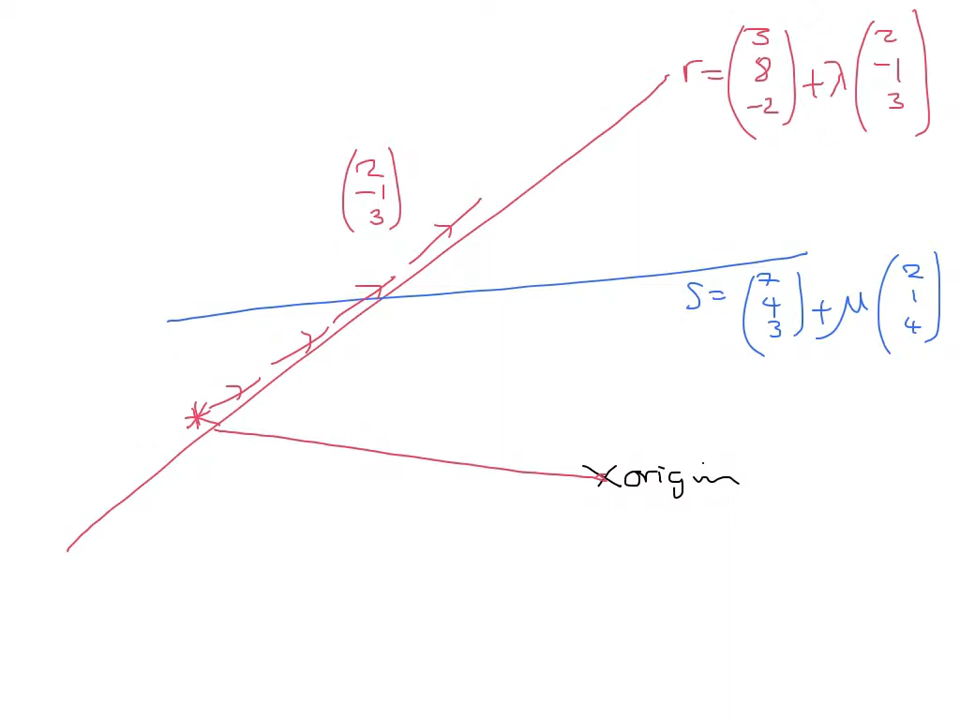 r = (3 8 -2) + λ (2 -1 3)
(2 -1 3)
S = (7 4 3) + μ (2 1 4)
origin